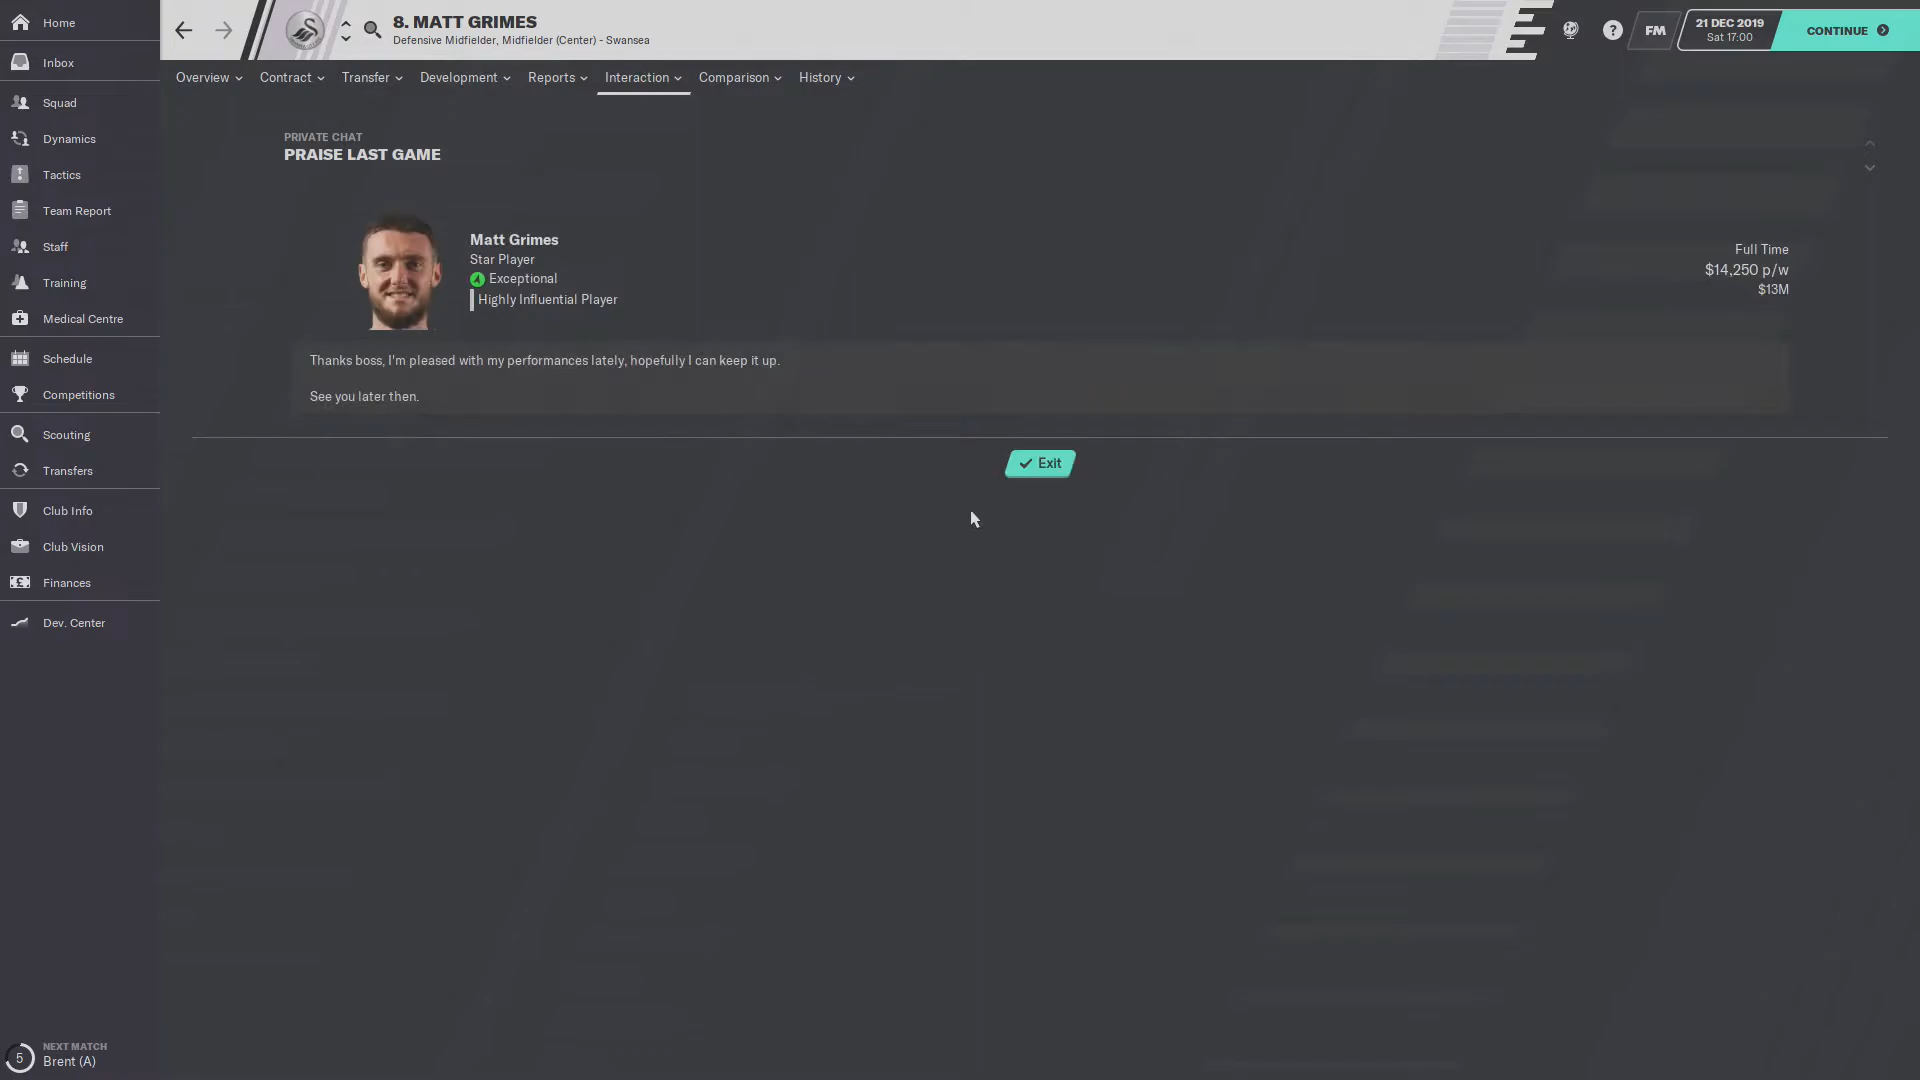 Home
Inbox
Squad
Dynamics
Tactics
Team Report
Staff
Training
Medical Centre
Schedule
Competitions
Scouting
Transfers
Club Info
Club Vision
Finances
Dev. Center
5
NEXT MATCH
Brent (A)
8. MATT GRIMES
Defensive Midfielder, Midfielder (Center) - Swansea
?
FM
21 DEC 2019
Sat 17:00
CONTINUE
Overview
Contract
Transfer
Development
Reports
Interaction
Comparison
History
PRIVATE CHAT
PRAISE LAST GAME
Matt Grimes
Star Player
Exceptional
Highly Influential Player
Full Time
$14,250 p/w
$13M
Thanks boss, I'm pleased with my performances lately, hopefully I can keep it up.
See you later then.
Exit